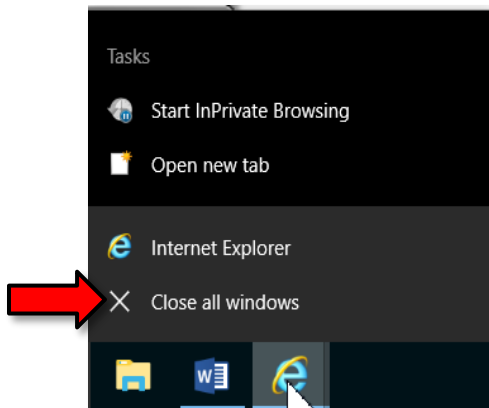 Tasks
Start InPrivate Browsing
Open new tab
Internet Explorer
Close all windows
W